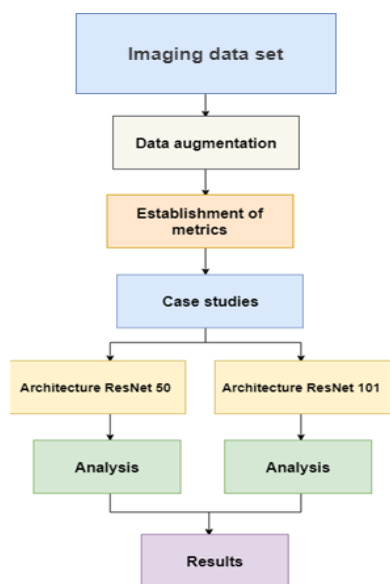 Imaging data set
Data augmentation
Establishment of
metrics
Case studies
Architecture ResNet 50
Architecture ResNet 101
Analysis
Analysis
Results